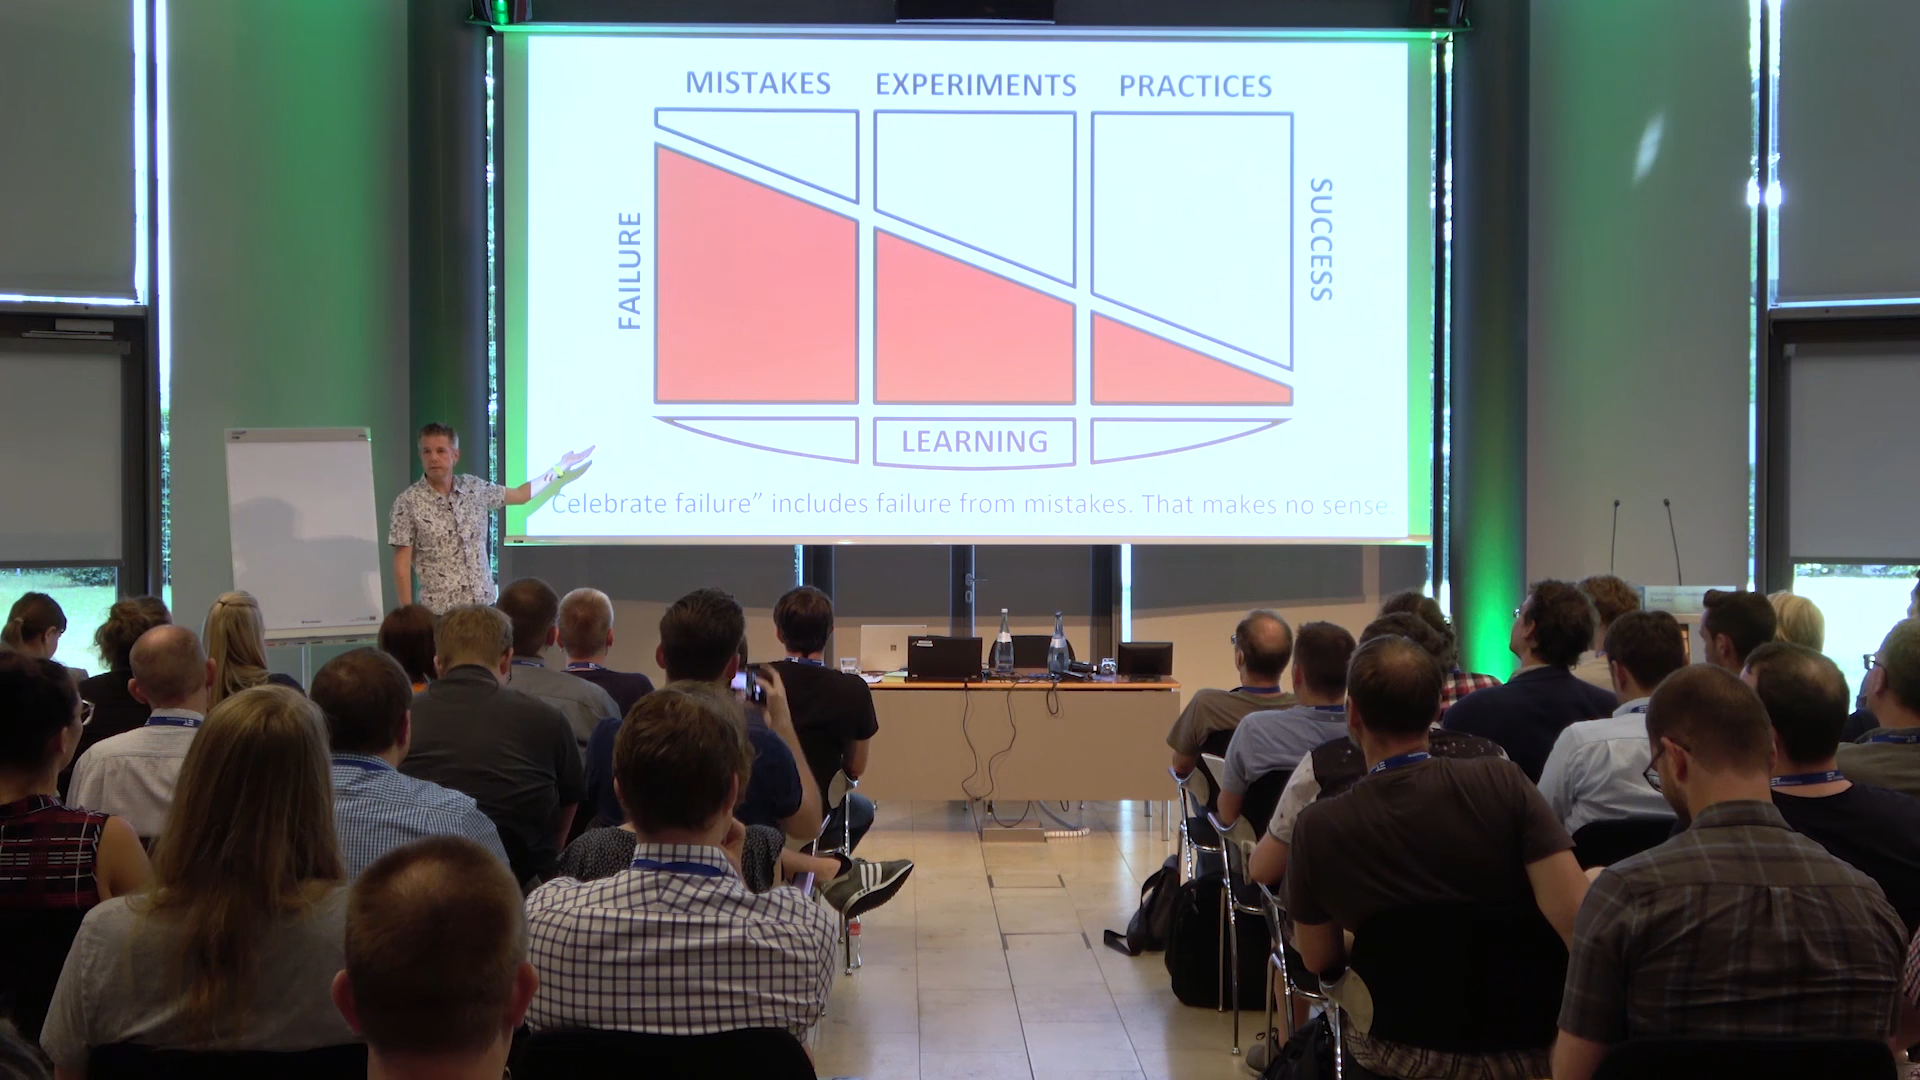 MISTAKES EXPERIMENTS PRACTICES
FAILURE
SUCCESS
LEARNING
Celebrate failure” includes failure from mistakes. That makes no sense.